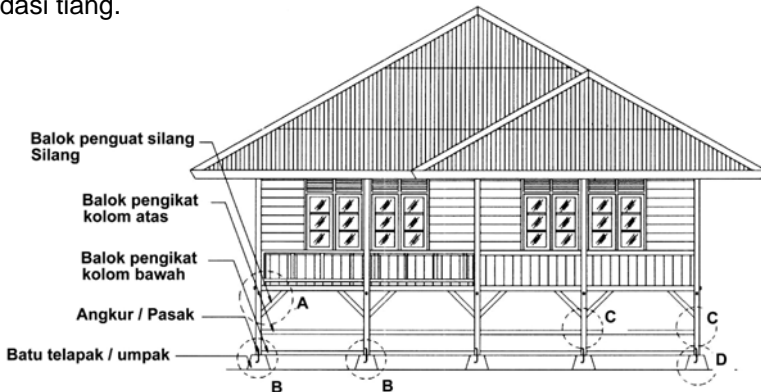 dasi tiang.
Balok penguat silang
Silang
Balok pengikat
kolom atas
Balok pengikat
kolom bawah
Angkur / Pasak
Batu telapak / umpak
A
C
C
B
B
D